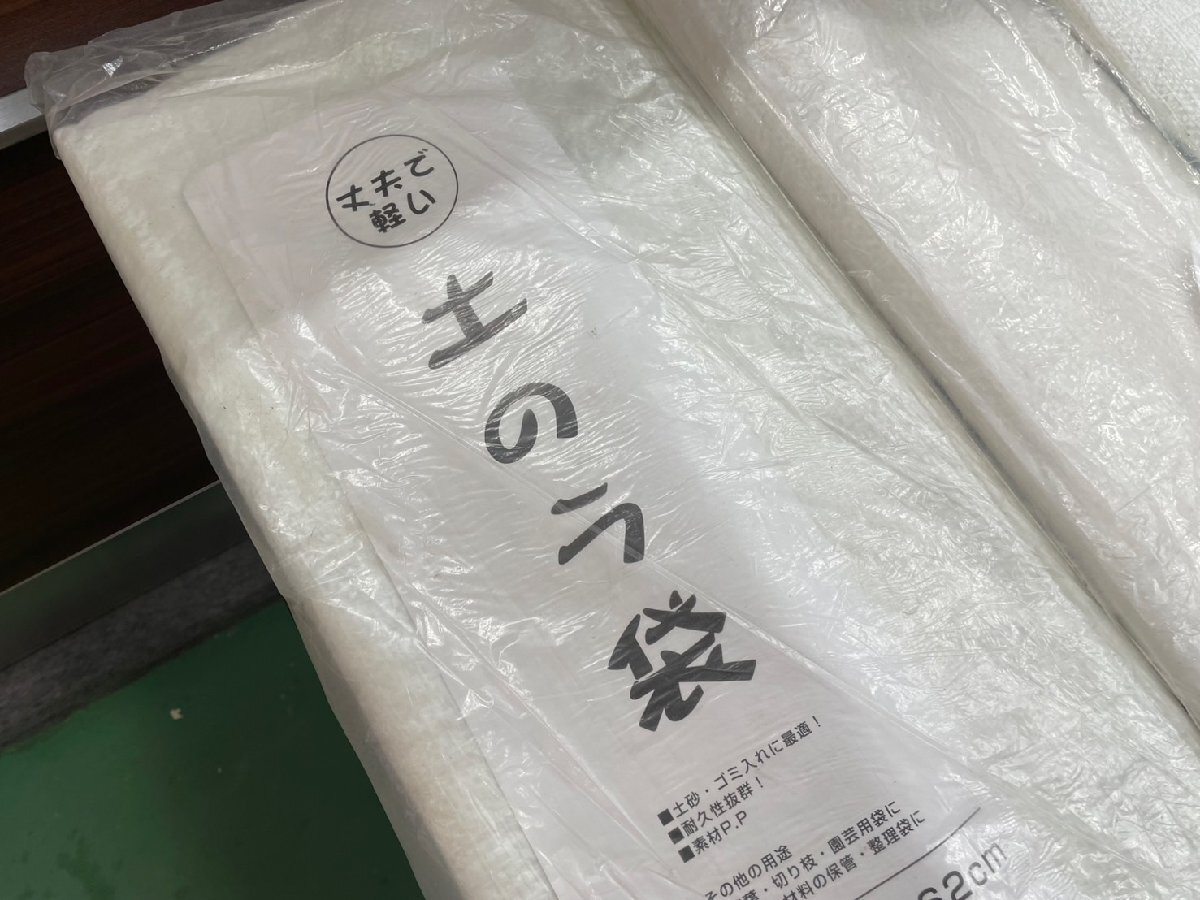 丈夫で
軽い
土のう袋
■土砂・ゴミ入れに最適！
■耐久性抜群！
■素材P.P
その他の用途
葉・切り枝・園芸用袋に
材料の保管・整理袋に
62cm